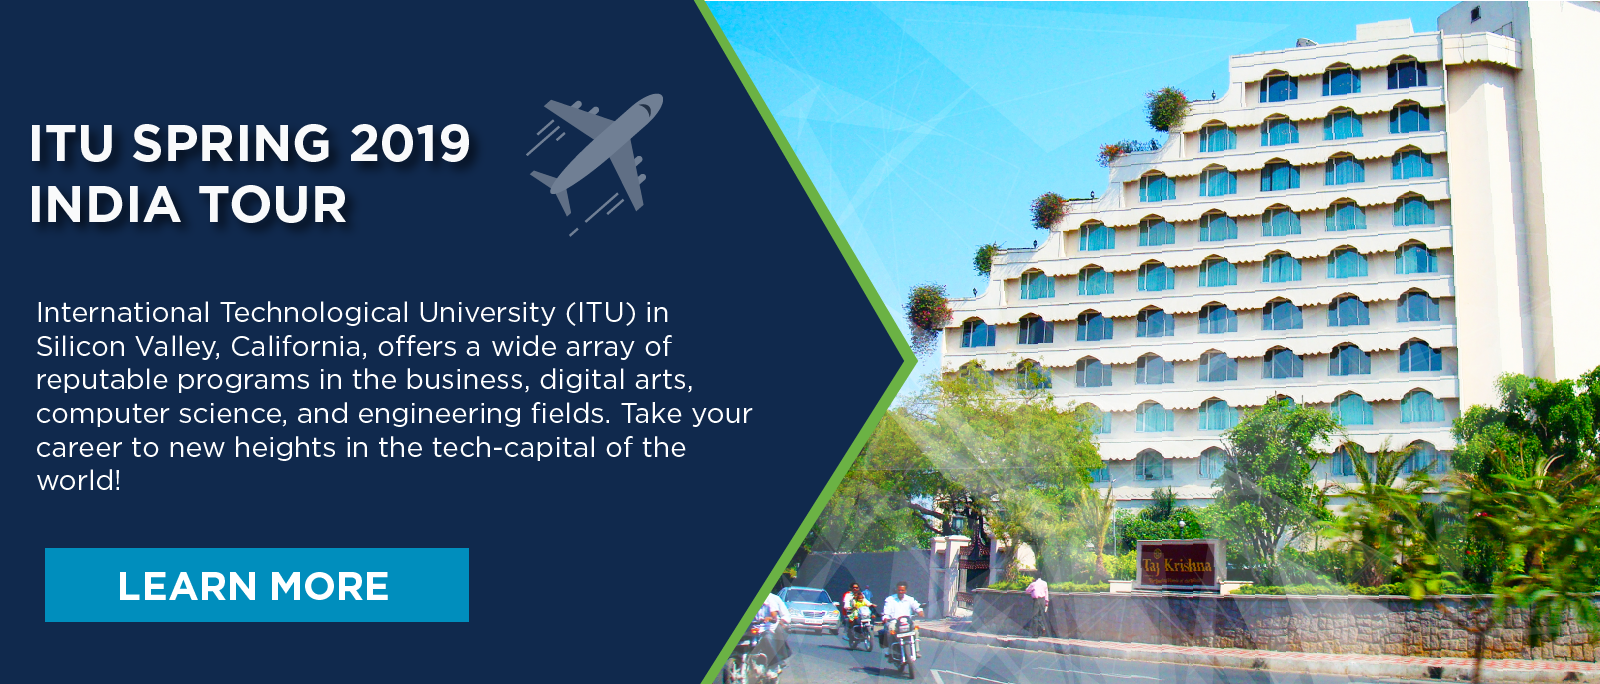 ITU SPRING 2019
INDIA TOUR
International Technological University (ITU) in
Silicon Valley, California, offers a wide array of
reputable programs in the business, digital arts,
computer science, and engineering fields. Take your
career to new heights in the tech-capital of the
world!
LEARN MORE
Taj Krishna